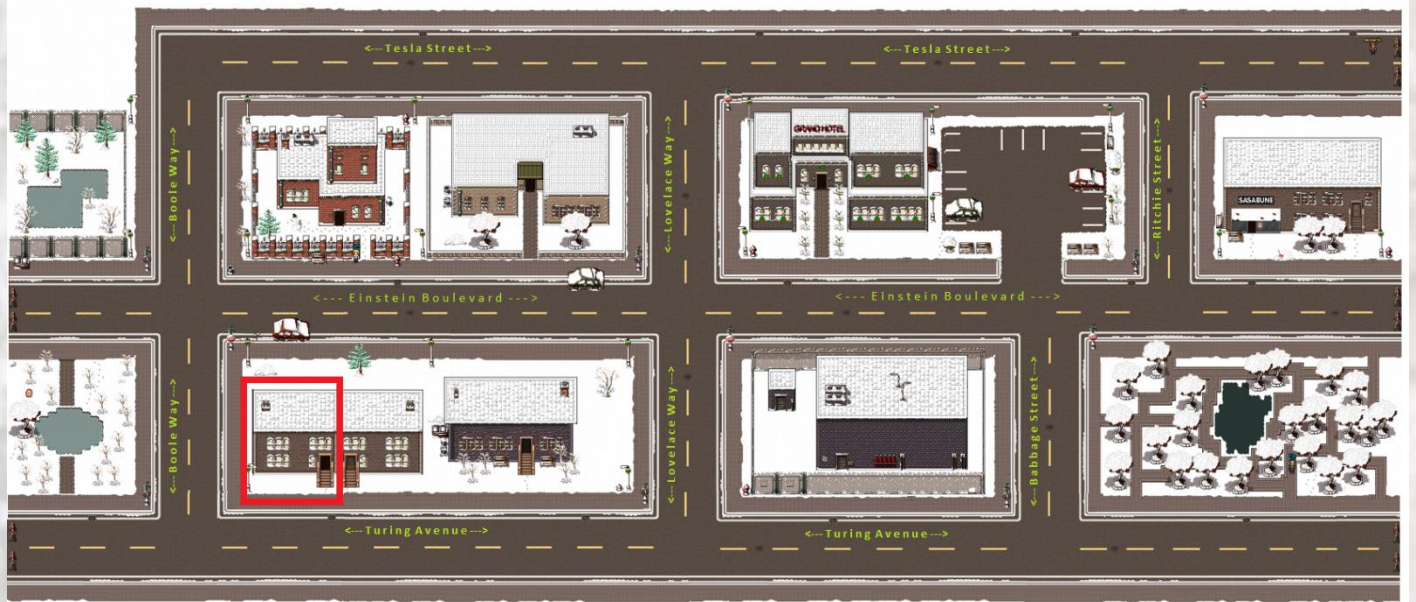 <---Tesla Street--->
<---Tesla Street--->
<---Boole Way--->
<---Lovelace Way--->
GRAND HOTEL
<---Ritchie Street--->
SASABUNE
<--- Einstein Boulevard --->
<--- Einstein Boulevard --->
<---Boole Way--->
<---Lovelace Way--->
<---Babbage Street--->
<---Turing Avenue--->
<---Turing Avenue--->